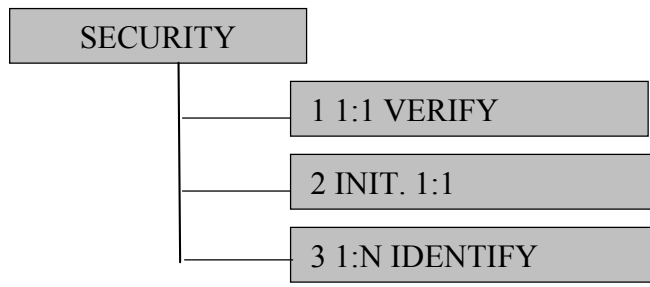 SECURITY
1 1:1 VERIFY
2 INIT. 1:1
3 1:N IDENTIFY